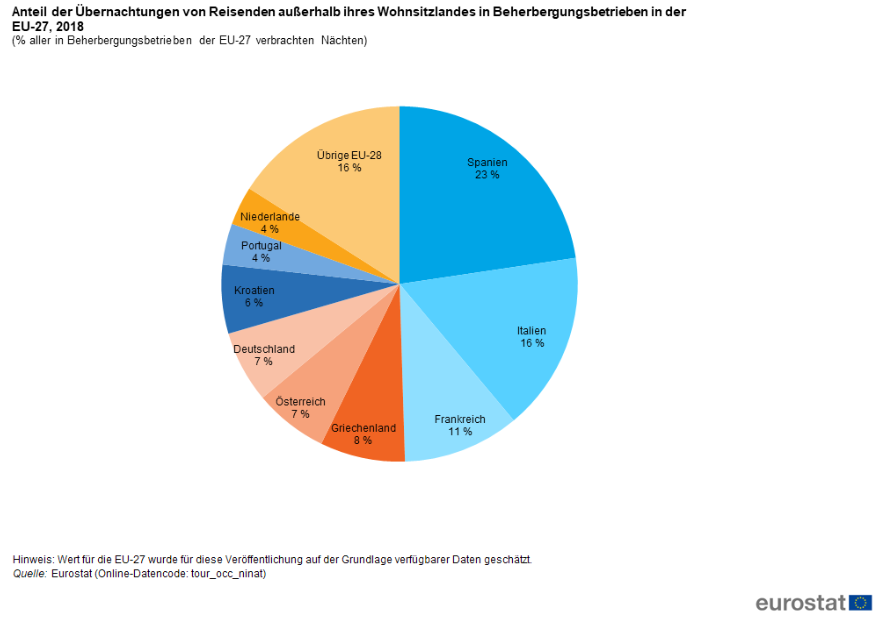 Anteil der Übernachtungen von Reisenden außerhalb ihres Wohnsitzlandes in Beherbergungsbetrieben in der
EU-27, 2018
(% aller in Beherbergungsbetrieben der EU-27 verbrachten Nächten)
Übrige EU-28
16 %
Spanien
23 %
Niederlande
4 %
Portugal
4 %
Kroatien
6 %
Italien
16 %
Deutschland
7 %
Österreich
7 %
Griechenland
8 %
Frankreich
11 %
Hinweis: Wert für die EU-27 wurde für diese Veröffentlichung auf der Grundlage verfügbarer Daten geschätzt.
Quelle: Eurostat (Online-Datencode: tour_occ_ninat)
eurostat